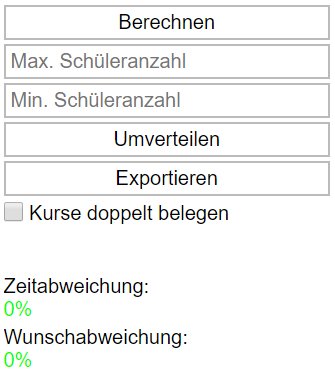 Berechnen
Max. Schüleranzahl
Min. Schüleranzahl
Umverteilen
Exportieren
Kurse doppelt belegen
Zeitabweichung:
0%
Wunschabweichung:
0%